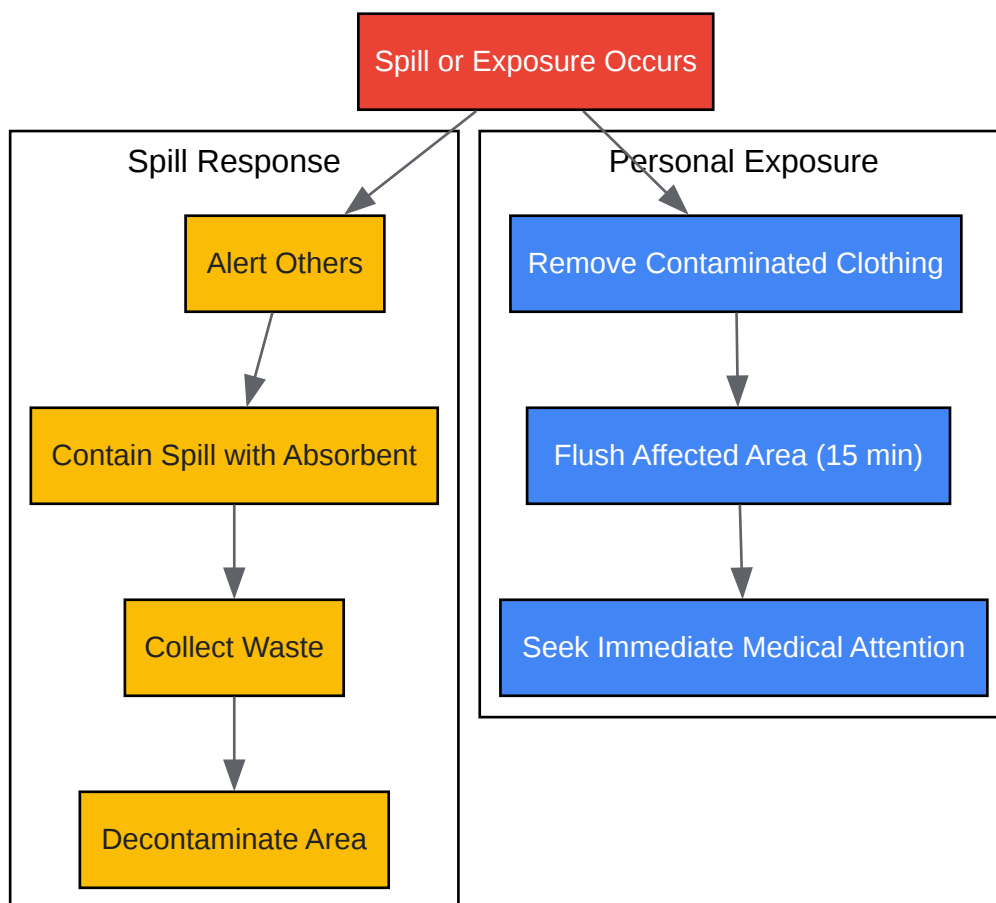 Spill or Exposure Occurs
Spill Response
Alert Others
Contain Spill with Absorbent
Collect Waste
Decontaminate Area
Personal Exposure
Remove Contaminated Clothing
Flush Affected Area (15 min)
Seek Immediate Medical Attention